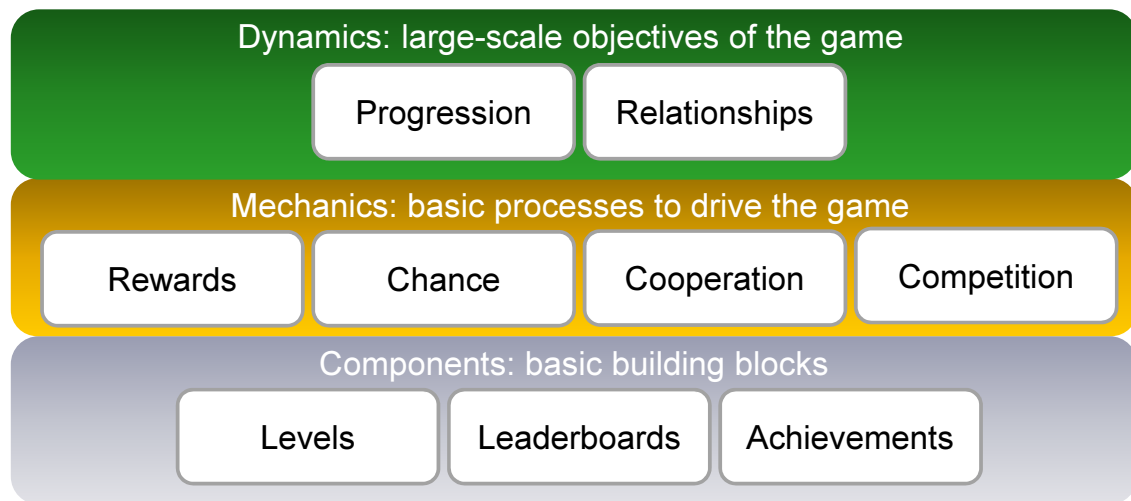 Dynamics: large-scale objectives of the game
Progression
Relationships
Mechanics: basic processes to drive the game
Rewards
Chance
Cooperation
Competition
Components: basic building blocks
Levels
Leaderboards
Achievements